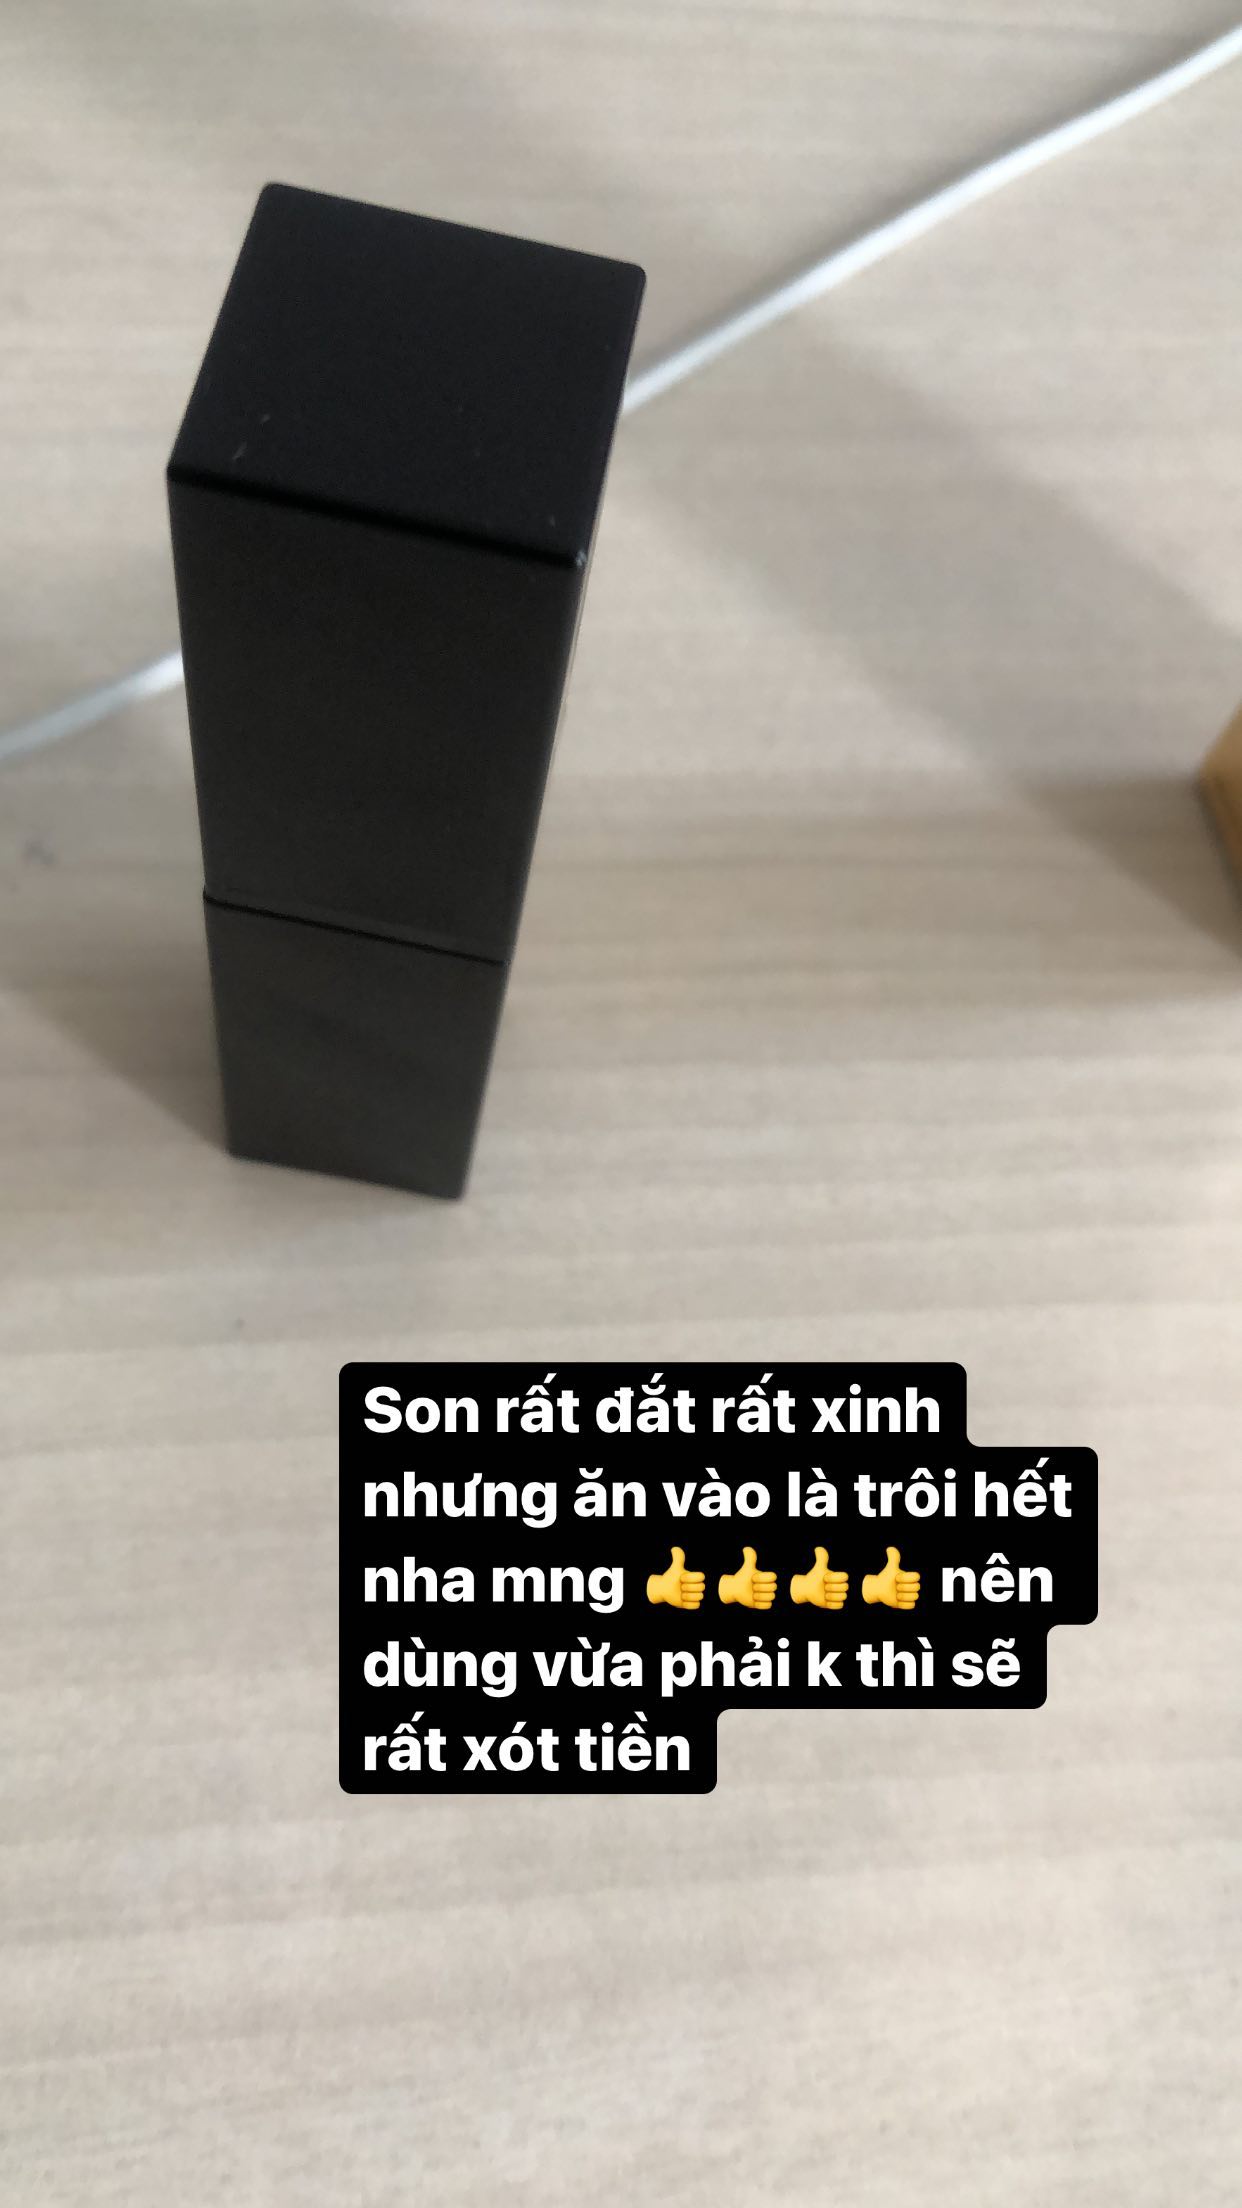 Son rất đắt rất xinh
nhưng ăn vào là trôi hết
nha mng 👍👍👍👍 nên
dùng vừa phải k thì sẽ
rất xót tiền